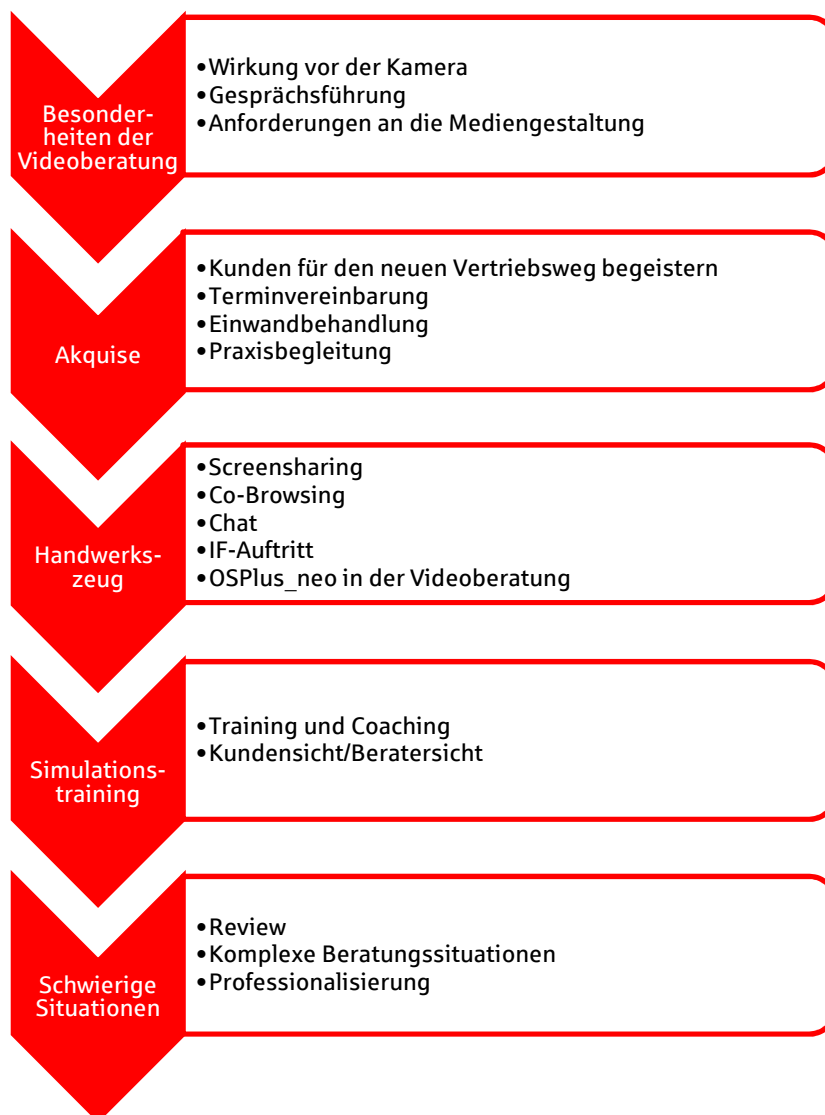 Besonder-
heiten der
Videoberatung
•Wirkung vor der Kamera
•Gesprächsführung
•Anforderungen an die Mediengestaltung
Akquise
•Kunden für den neuen Vertriebsweg begeistern
•Terminvereinbarung
•Einwandbehandlung
•Praxisbegleitung
Handwerks-
zeug
•Screensharing
•Co-Browsing
•Chat
•IF-Auftritt
•OSPlus_neo in der Videoberatung
Simulations-
training
•Training und Coaching
•Kundensicht/Beratersicht
Schwierige
Situationen
•Review
•Komplexe Beratungssituationen
•Professionalisierung